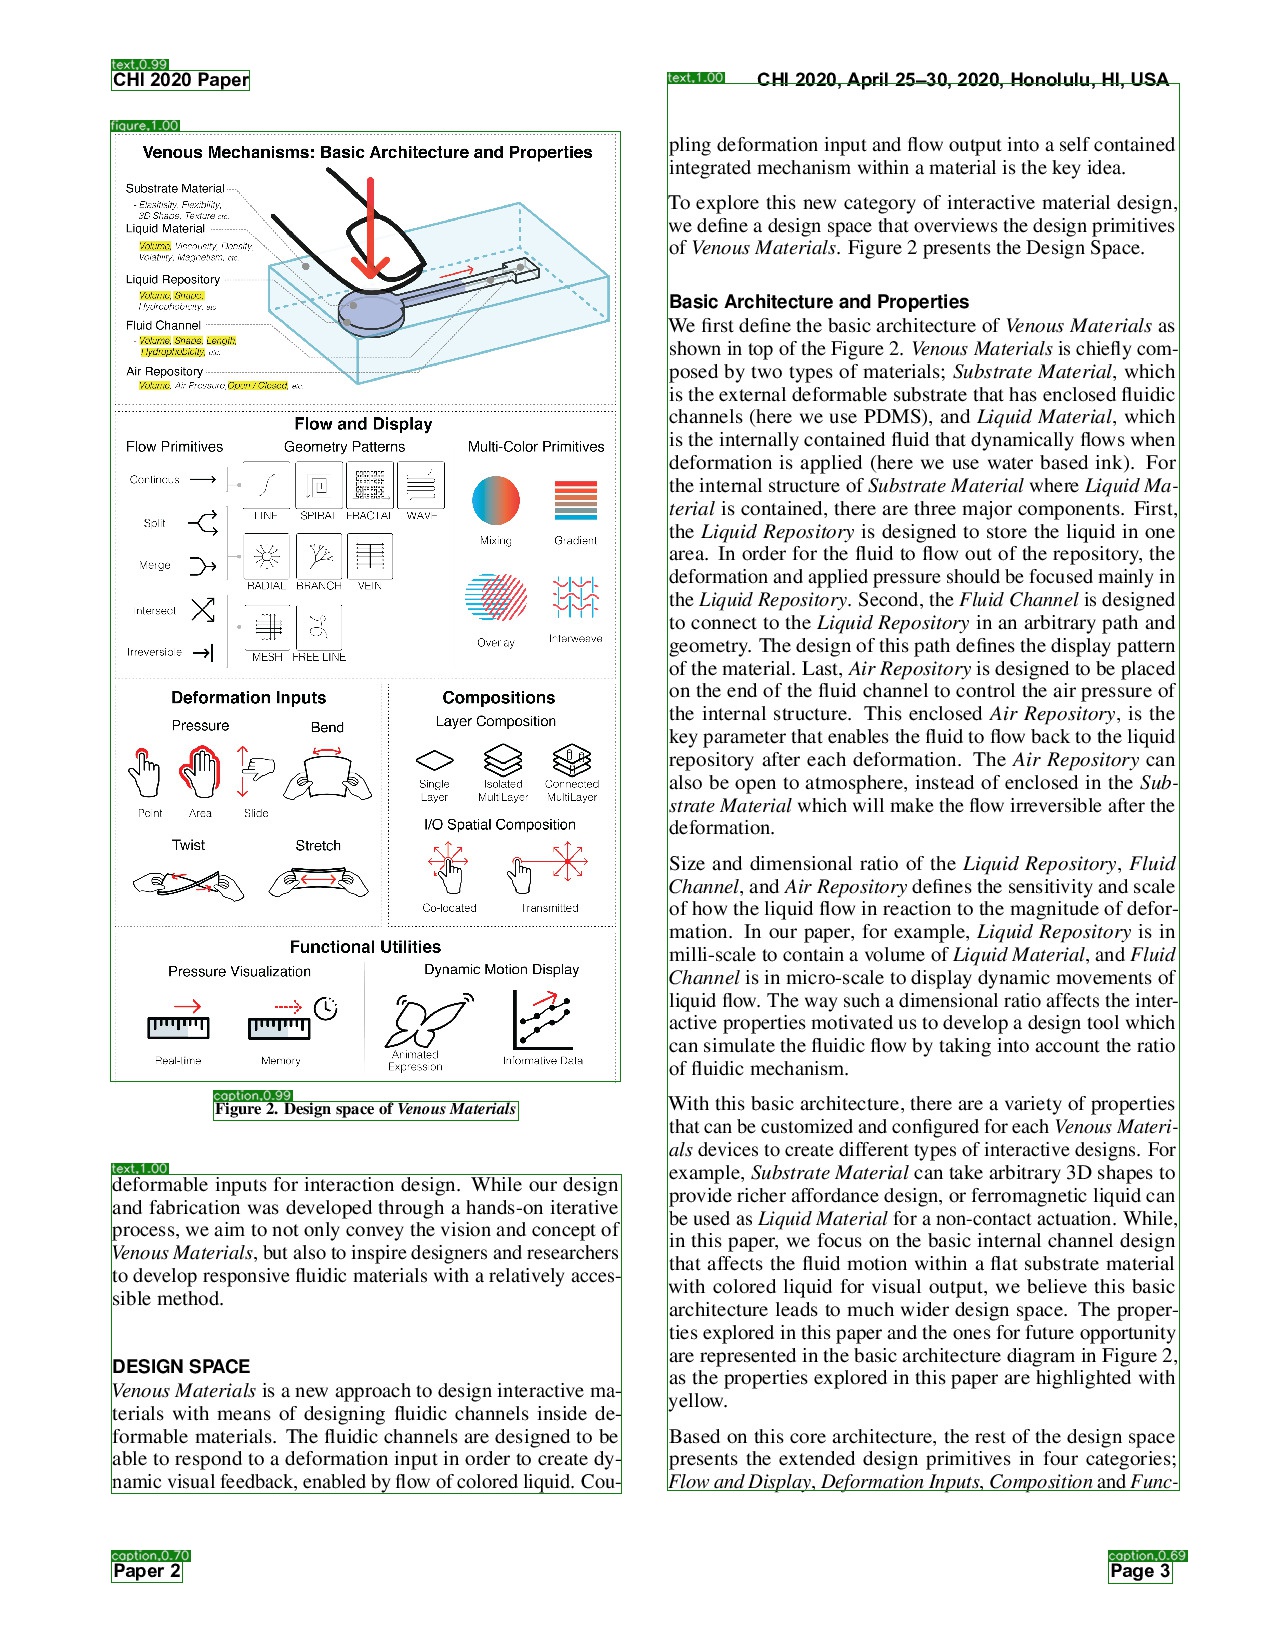 text,0.99
CHI 2020 Paper
text,1.00
CHI 2020, April 25–30, 2020, Honolulu, HI, USA
figure,1.00
Venous Mechanisms: Basic Architecture and Properties
Substrate Material
- Elasticity, Flexibility,
3D Shape, Texture etc.
Liquid Material
Volume, Viscousity, Density,
Volatility, Magnetism, etc.
Liquid Repository
Volume, Shape,
Hydrophobicity, etc
Fluid Channel
- Volume, Shape, Length,
Hydrophobicity, etc.
Air Repository
Volume, Air Pressure, Open / Closed, etc
Flow and Display
Flow Primitives
Geometry Patterns
Multi-Color Primitives
Continous
Split
Merge
Intersect
Irreversible
LINE SPIRAL FRACTAL WAVE
RADIAL BRANCH VEIN
MESH FREE LINE
Mixing
Gradient
Overlay
Interweave
Deformation Inputs
Pressure
Bend
Point
Area
Slide
Twist
Stretch
Compositions
Layer Composition
Single
Layer
Isolated
MultiLayer
Connected
MultiLayer
I/O Spatial Composition
Co-located
Transmitted
Functional Utilities
Pressure Visualization
Dynamic Motion Display
Real-time
Memory
Animated
Expression
Informative Data
caption,0.99
Figure 2. Design space of Venous Materials
text,1.00
deformable inputs for interaction design. While our design
and fabrication was developed through a hands-on iterative
process, we aim to not only convey the vision and concept of
Venous Materials, but also to inspire designers and researchers
to develop responsive fluidic materials with a relatively acces-
sible method.
DESIGN SPACE
Venous Materials is a new approach to design interactive ma-
terials with means of designing fluidic channels inside de-
formable materials. The fluidic channels are designed to be
able to respond to a deformation input in order to create dy-
namic visual feedback, enabled by flow of colored liquid. Cou-
pling deformation input and flow output into a self contained
integrated mechanism within a material is the key idea.
To explore this new category of interactive material design,
we define a design space that overviews the design primitives
of Venous Materials. Figure 2 presents the Design Space.
Basic Architecture and Properties
We first define the basic architecture of Venous Materials as
shown in top of the Figure 2. Venous Materials is chiefly com-
posed by two types of materials; Substrate Material, which
is the external deformable substrate that has enclosed fluidic
channels (here we use PDMS), and Liquid Material, which
is the internally contained fluid that dynamically flows when
deformation is applied (here we use water based ink). For
the internal structure of Substrate Material where Liquid Ma-
terial is contained, there are three major components. First,
the Liquid Repository is designed to store the liquid in one
area. In order for the fluid to flow out of the repository, the
deformation and applied pressure should be focused mainly in
the Liquid Repository. Second, the Fluid Channel is designed
to connect to the Liquid Repository in an arbitrary path and
geometry. The design of this path defines the display pattern
of the material. Last, Air Repository is designed to be placed
on the end of the fluid channel to control the air pressure of
the internal structure. This enclosed Air Repository, is the
key parameter that enables the fluid to flow back to the liquid
repository after each deformation. The Air Repository can
also be open to atmosphere, instead of enclosed in the Sub-
strate Material which will make the flow irreversible after the
deformation.
Size and dimensional ratio of the Liquid Repository, Fluid
Channel, and Air Repository defines the sensitivity and scale
of how the liquid flow in reaction to the magnitude of defor-
mation. In our paper, for example, Liquid Repository is in
milli-scale to contain a volume of Liquid Material, and Fluid
Channel is in micro-scale to display dynamic movements of
liquid flow. The way such a dimensional ratio affects the inter-
active properties motivated us to develop a design tool which
can simulate the fluidic flow by taking into account the ratio
of fluidic mechanism.
With this basic architecture, there are a variety of properties
that can be customized and configured for each Venous Materi-
als devices to create different types of interactive designs. For
example, Substrate Material can take arbitrary 3D shapes to
provide richer affordance design, or ferromagnetic liquid can
be used as Liquid Material for a non-contact actuation. While,
in this paper, we focus on the basic internal channel design
that affects the fluid motion within a flat substrate material
with colored liquid for visual output, we believe this basic
architecture leads to much wider design space. The proper-
ties explored in this paper and the ones for future opportunity
are represented in the basic architecture diagram in Figure 2,
as the properties explored in this paper are highlighted with
yellow.
Based on this core architecture, the rest of the design space
presents the extended design primitives in four categories;
Flow and Display, Deformation Inputs, Composition and Func-
caption,0.70
Paper 2
caption,0.69
Page 3